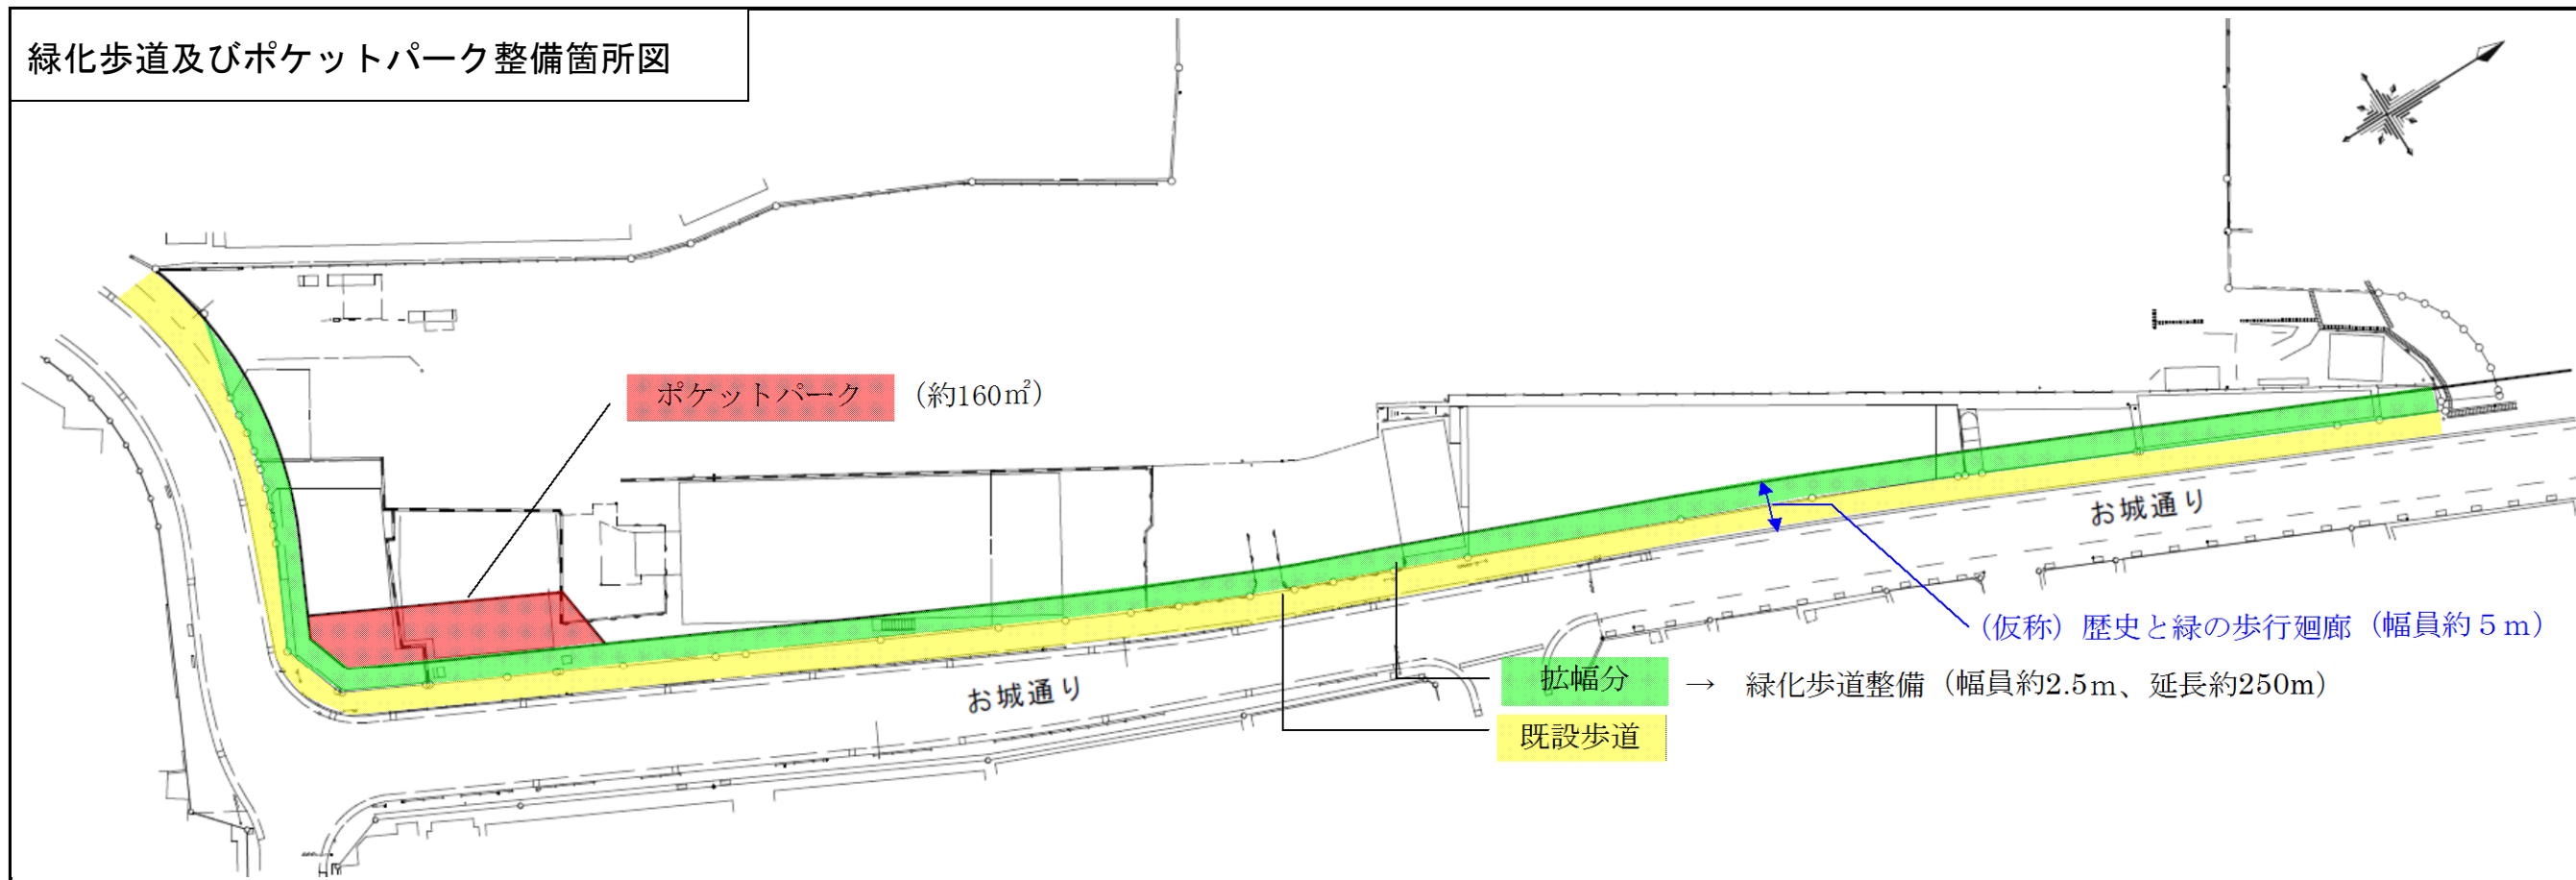 緑化歩道及びポケットパーク整備箇所図
ポケットパーク （約160㎡）
お城通り
（仮称）歴史と緑の歩行廻廊（幅員約５ｍ）
拡幅分 → 緑化歩道整備（幅員約2.5ｍ、延長約250m）
お城通り
既設歩道